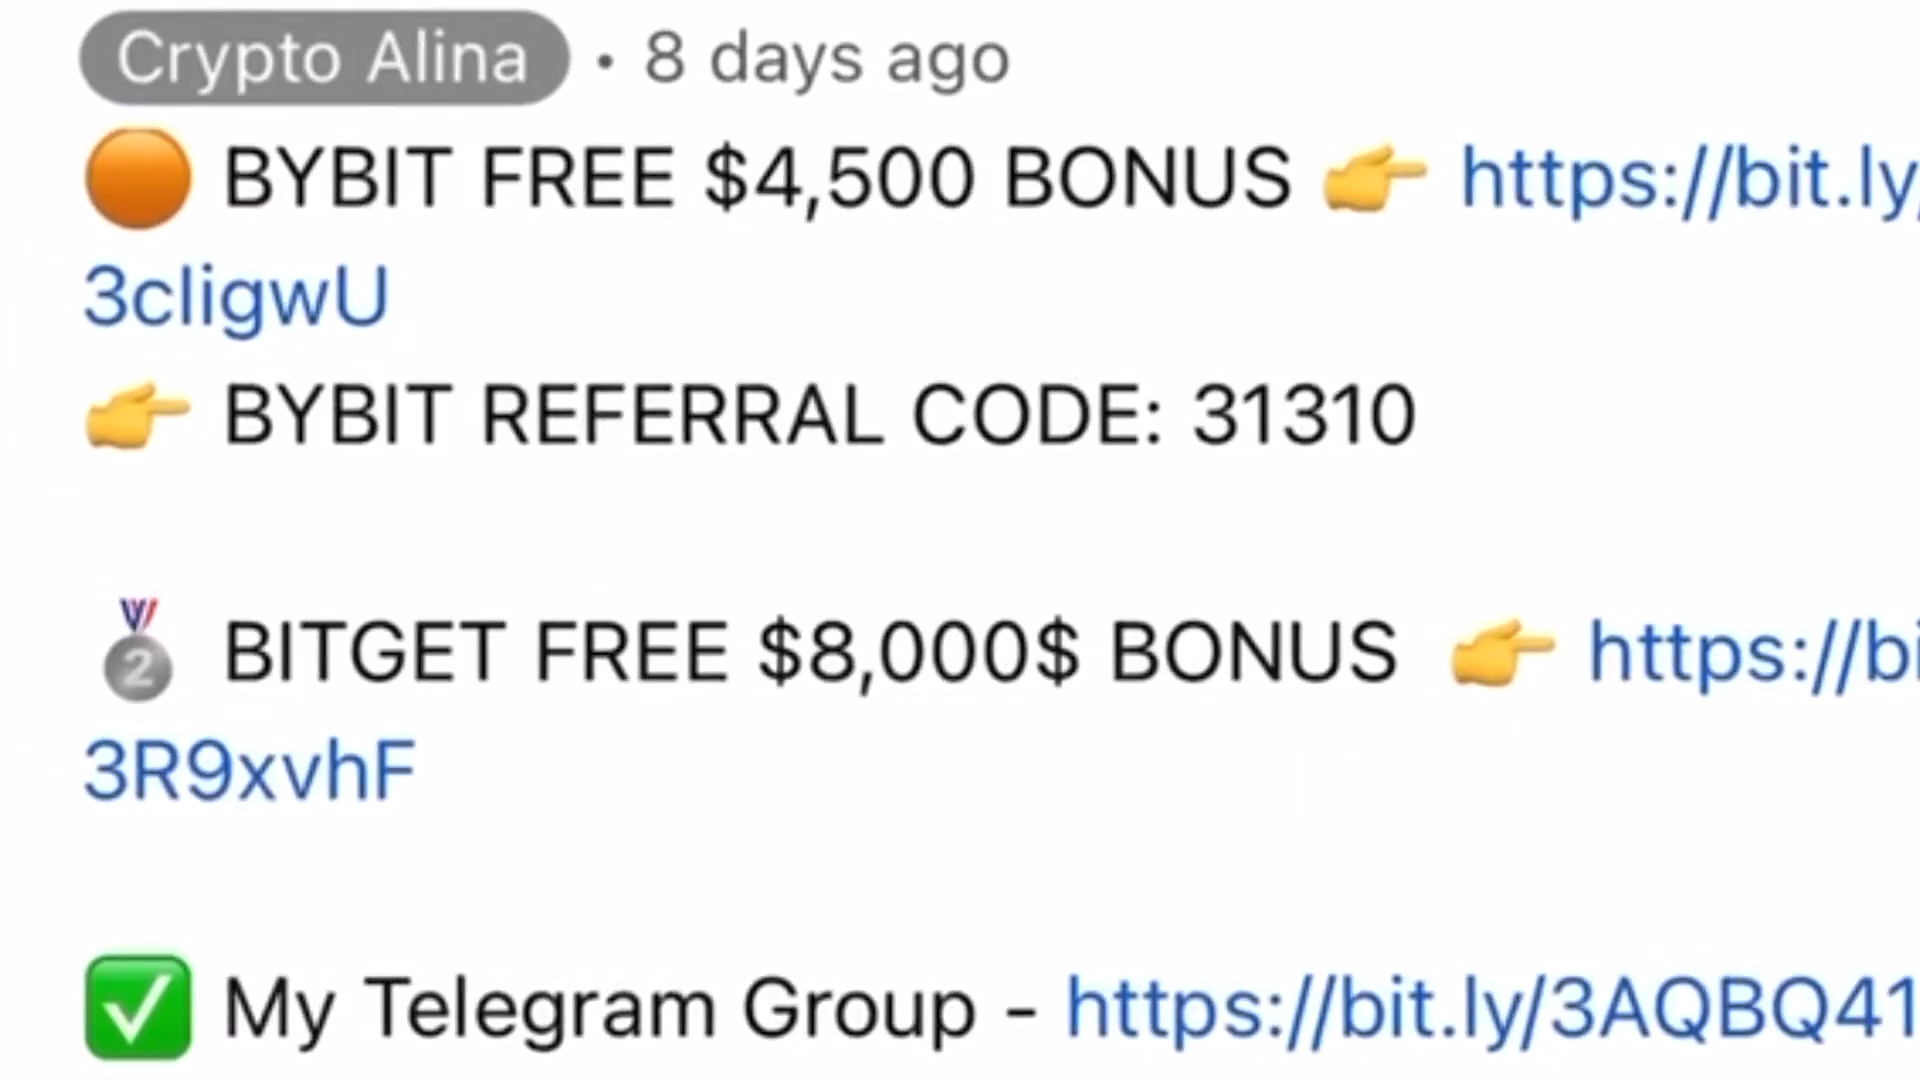 Crypto Alina • 8 days ago
🟠 BYBIT FREE $4,500 BONUS 👉 https://bit.ly/
3cIigwU
👉 BYBIT REFERRAL CODE: 31310
🥈 BITGET FREE $8,000$ BONUS 👉 https://bi
3R9xvhF
✅ My Telegram Group - https://bit.ly/3AQBQ41